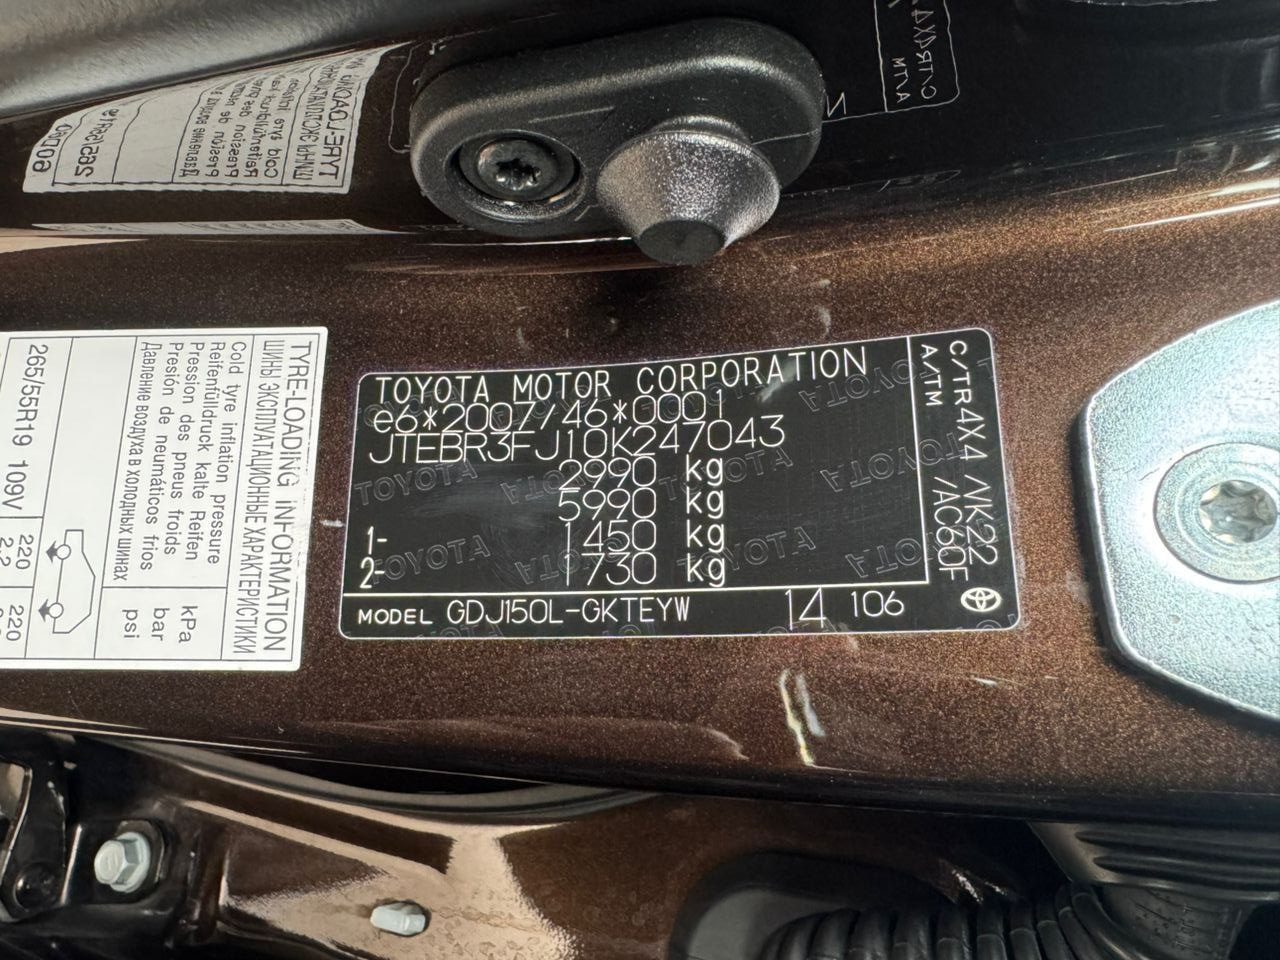 TOYOTA MOTOR CORPORATION
e6*2007/46*0001
JTEBR3FJ10K247043
2990 kg
5990 kg
1- 1450 kg
2- 1730 kg
MODEL GDJ150L-GKTEYW 14 106
C/TR 4X4 /VK22
A/TM /AC60F
TYRE-LOADING INFORMATION
ШИНЫ ЭКСПЛУАТАЦИОННЫЕ ХАРАКТЕРИСТИКИ
Cold tyre inflation pressure
Reifenfülldruck kalte Reifen
Pression des pneus froids
Presión de neumáticos frios
Давление воздуха в холодных шинах
kPa
bar
psi
265/55R19 109V
220
2.2
220